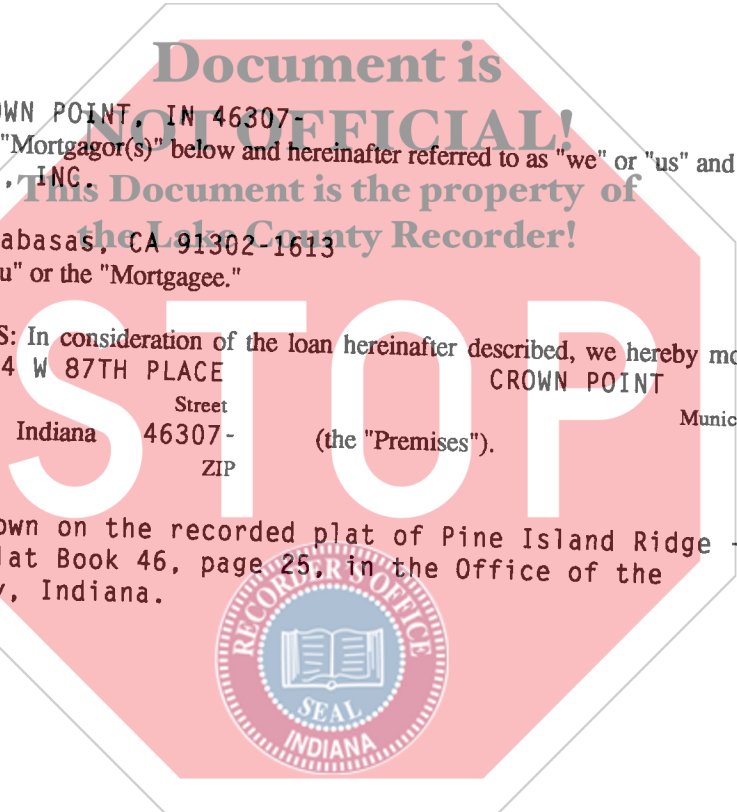 Document is
OWN POINT, IN 46307-
NOT OFFICIAL!
"Mortgagor(s)" below and hereinafter referred to as "we" or "us" and
, INC.
This Document is the property of
the Lake County Recorder!
abasas, CA 91302-1613
u" or the "Mortgagee."
STOP
S: In consideration of the loan hereinafter described, we hereby mo
4 W 87TH PLACE CROWN POINT
Street Munic
Indiana 46307- (the "Premises").
ZIP
own on the recorded plat of Pine Island Ridge -
lat Book 46, page 25, in the Office of the
y, Indiana.
RECORDER'S OFFICE
SEAL
INDIANA